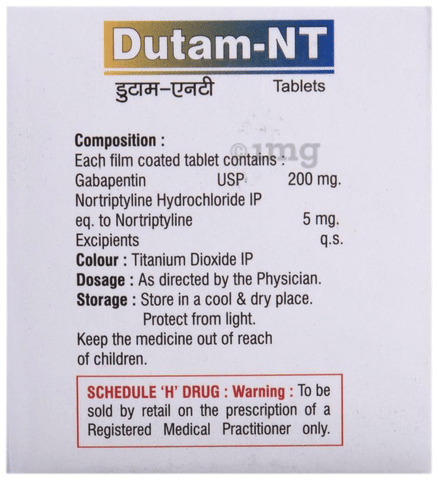 Dutam-NT
डुटाम-एनटी Tablets
Composition :
Each film coated tablet contains :
Gabapentin USP 200 mg.
Nortriptyline Hydrochloride IP
eq. to Nortriptyline 5 mg.
Excipients q.s.
Colour : Titanium Dioxide IP
Dosage : As directed by the Physician.
Storage : Store in a cool & dry place.
Protect from light.
Keep the medicine out of reach
of children.
SCHEDULE 'H' DRUG : Warning : To be
sold by retail on the prescription of a
Registered Medical Practitioner only.
1mg